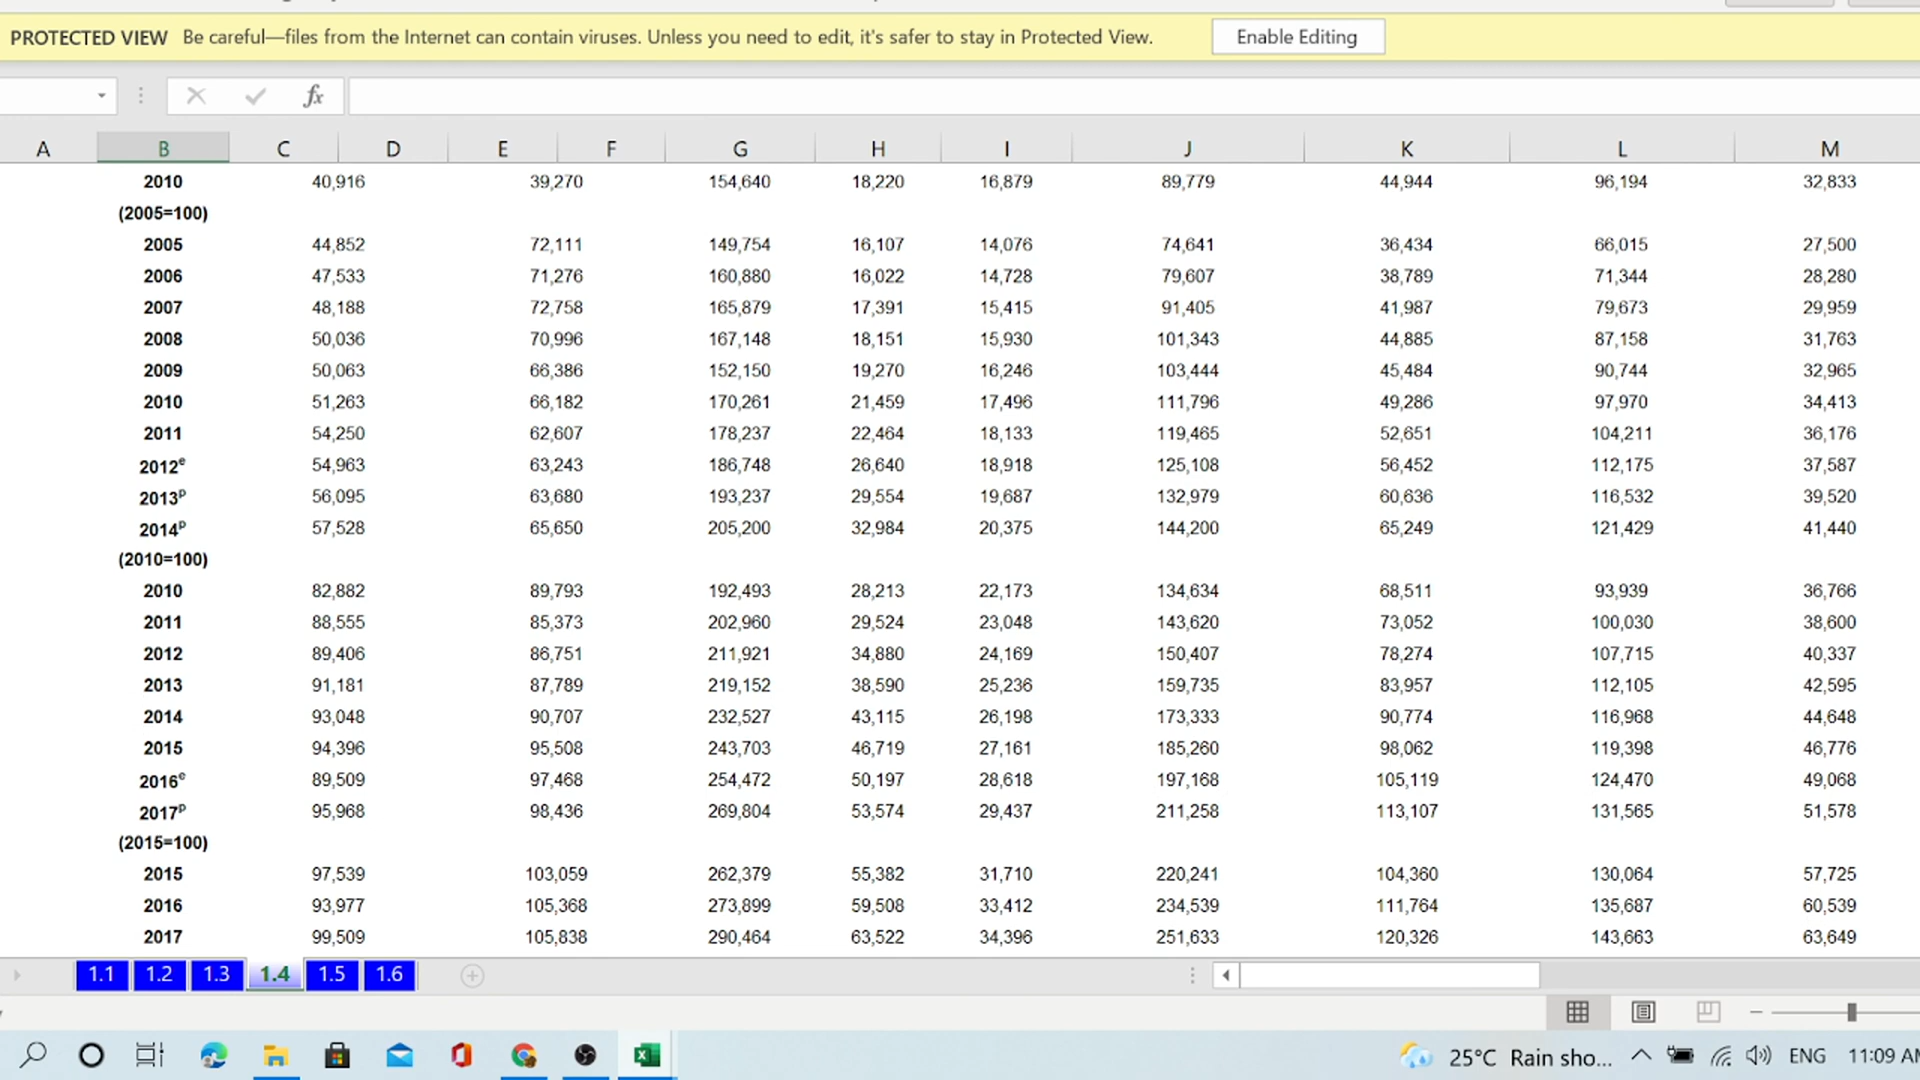 PROTECTED VIEW Be careful—files from the Internet can contain viruses. Unless you need to edit, it's safer to stay in Protected View. Enable Editing
fx
A B C D E F G H I J K L M
2010 40,916 39,270 154,640 18,220 16,879 89,779 44,944 96,194 32,833
(2005=100)
2005 44,852 72,111 149,754 16,107 14,076 74,641 36,434 66,015 27,500
2006 47,533 71,276 160,880 16,022 14,728 79,607 38,789 71,344 28,280
2007 48,188 72,758 165,879 17,391 15,415 91,405 41,987 79,673 29,959
2008 50,036 70,996 167,148 18,151 15,930 101,343 44,885 87,158 31,763
2009 50,063 66,386 152,150 19,270 16,246 103,444 45,484 90,744 32,965
2010 51,263 66,182 170,261 21,459 17,496 111,796 49,286 97,970 34,413
2011 54,250 62,607 178,237 22,464 18,133 119,465 52,651 104,211 36,176
2012ᵉ 54,963 63,243 186,748 26,640 18,918 125,108 56,452 112,175 37,587
2013ᵖ 56,095 63,680 193,237 29,554 19,687 132,979 60,636 116,532 39,520
2014ᵖ 57,528 65,650 205,200 32,984 20,375 144,200 65,249 121,429 41,440
(2010=100)
2010 82,882 89,793 192,493 28,213 22,173 134,634 68,511 93,939 36,766
2011 88,555 85,373 202,960 29,524 23,048 143,620 73,052 100,030 38,600
2012 89,406 86,751 211,921 34,880 24,169 150,407 78,274 107,715 40,337
2013 91,181 87,789 219,152 38,590 25,236 159,735 83,957 112,105 42,595
2014 93,048 90,707 232,527 43,115 26,198 173,333 90,774 116,968 44,648
2015 94,396 95,508 243,703 46,719 27,161 185,260 98,062 119,398 46,776
2016ᵉ 89,509 97,468 254,472 50,197 28,618 197,168 105,119 124,470 49,068
2017ᵖ 95,968 98,436 269,804 53,574 29,437 211,258 113,107 131,565 51,578
(2015=100)
2015 97,539 103,059 262,379 55,382 31,710 220,241 104,360 130,064 57,725
2016 93,977 105,368 273,899 59,508 33,412 234,539 111,764 135,687 60,539
2017 99,509 105,838 290,464 63,522 34,396 251,633 120,326 143,663 63,649
1.1 1.2 1.3 1.4 1.5 1.6
25°C Rain sho... ENG 11:09 AM